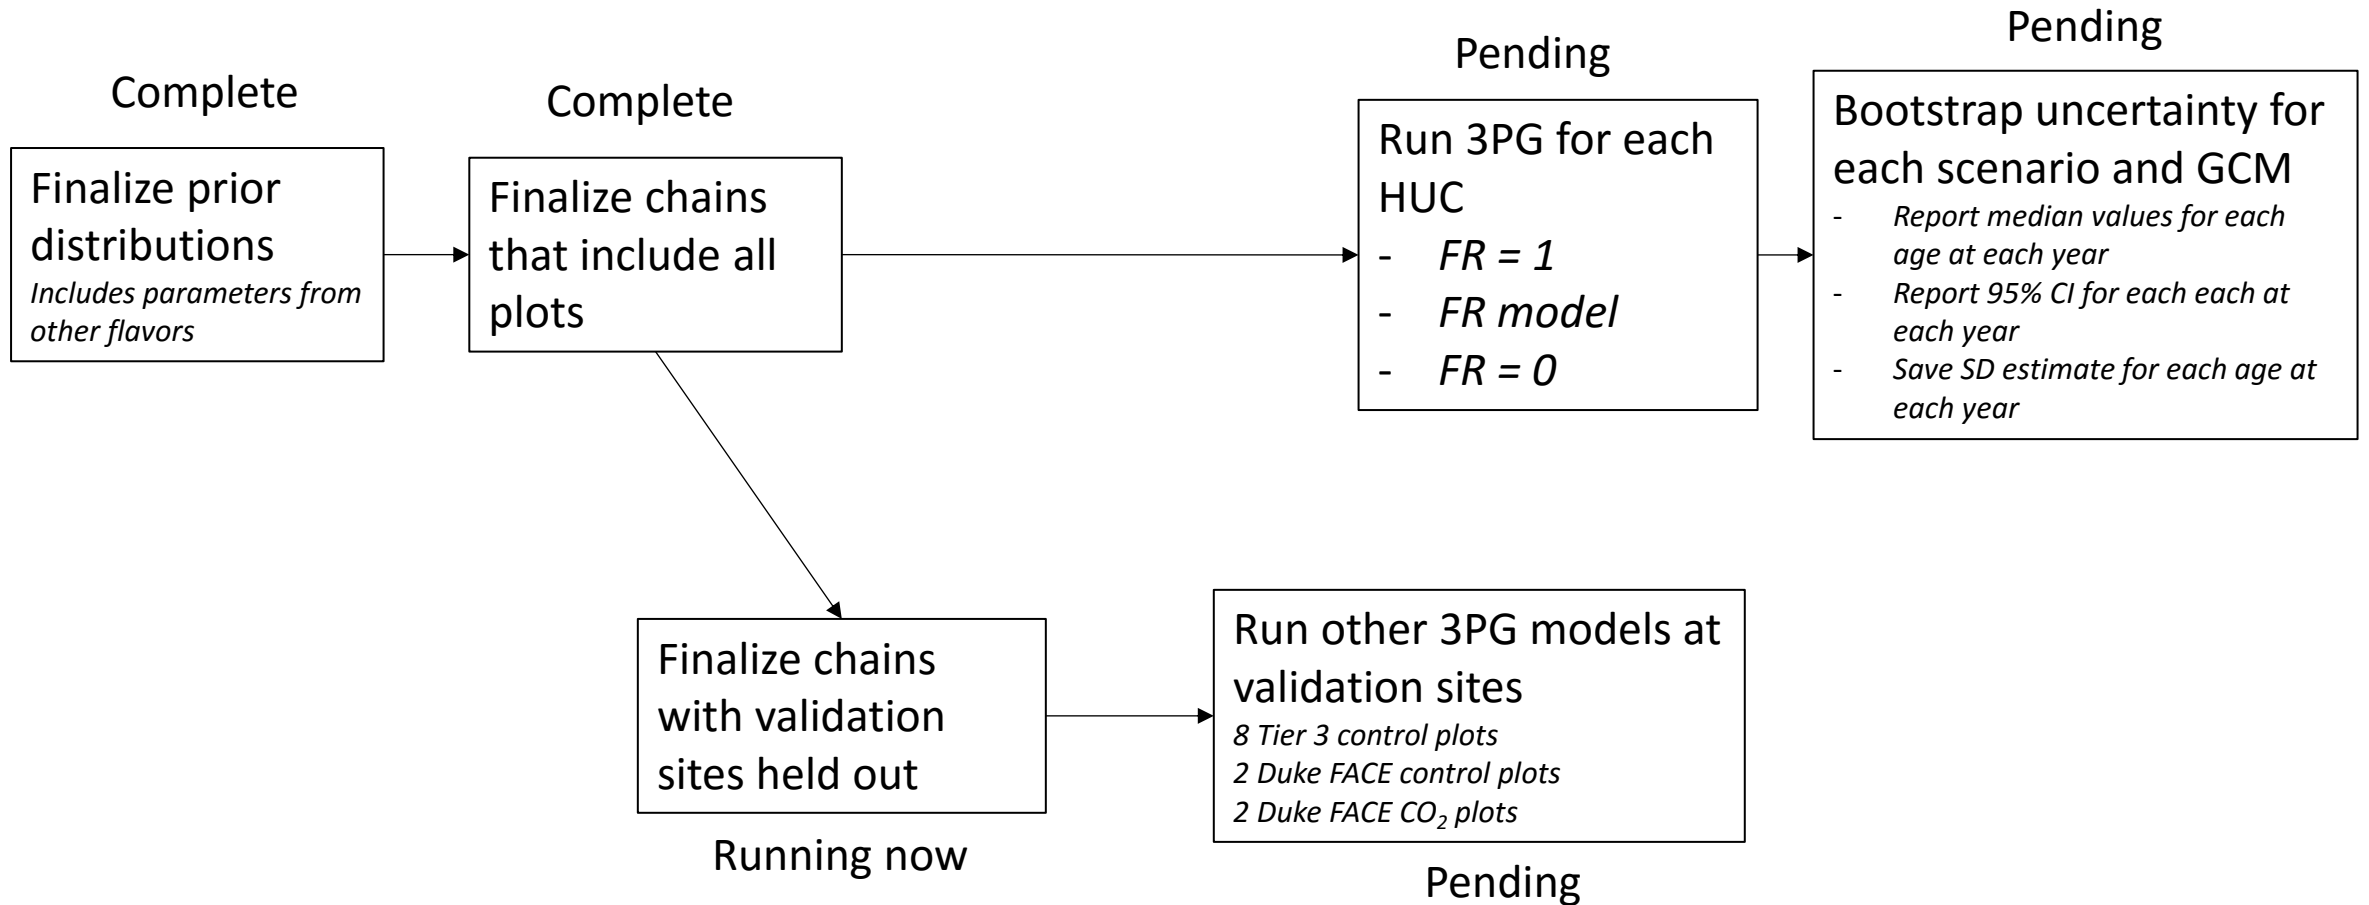 Complete
Finalize prior
distributions
Includes parameters from
other flavors
Complete
Finalize chains
that include all
plots
Pending
Run 3PG for each
HUC
- FR = 1
- FR model
- FR = 0
Pending
Bootstrap uncertainty for
each scenario and GCM
- Report median values for each
age at each year
- Report 95% CI for each each at
each year
- Save SD estimate for each age at
each year
Finalize chains
with validation
sites held out
Running now
Run other 3PG models at
validation sites
8 Tier 3 control plots
2 Duke FACE control plots
2 Duke FACE CO2 plots
Pending